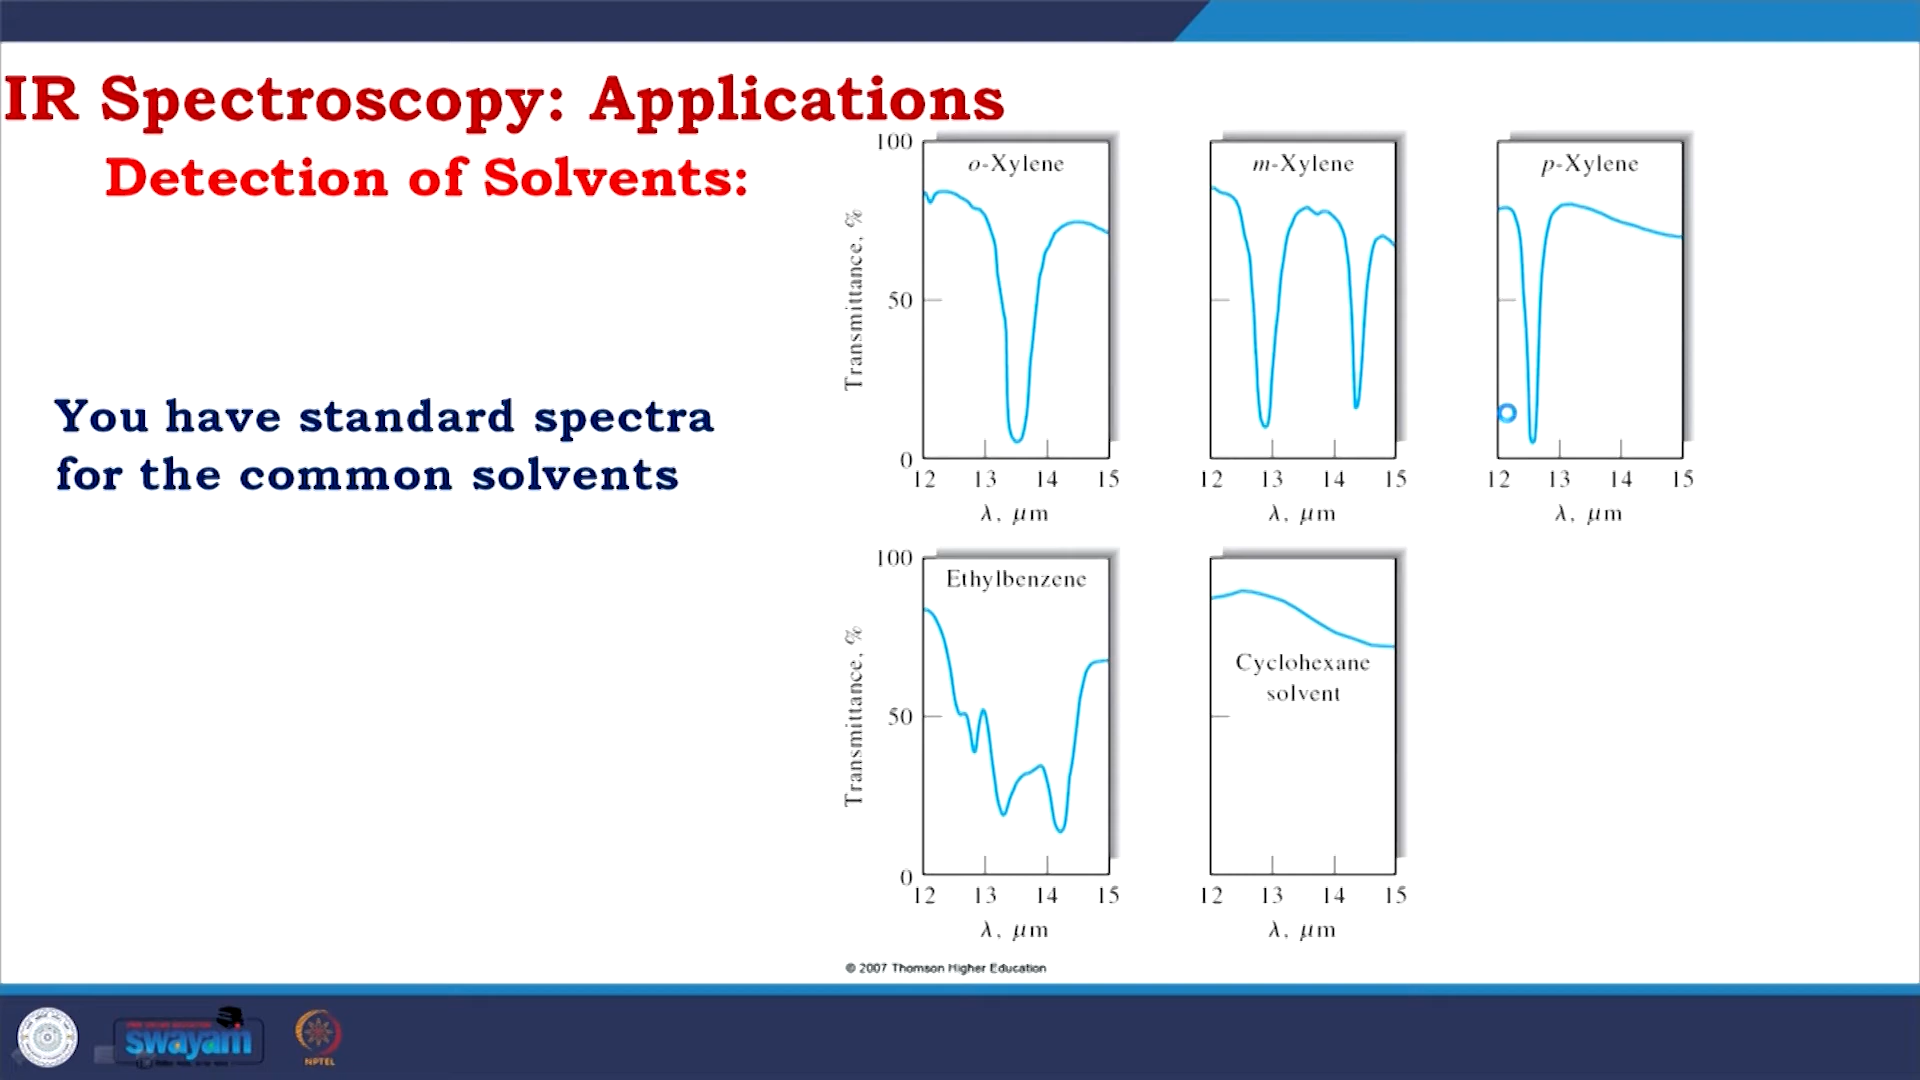 IR Spectroscopy: Applications
Detection of Solvents:
You have standard spectra
for the common solvents
o-Xylene
m-Xylene
p-Xylene
Transmittance, %
100
50
0
12 13 14 15
12 13 14 15
12 13 14 15
λ, μm
λ, μm
λ, μm
Ethylbenzene
Cyclohexane
solvent
Transmittance, %
100
50
0
12 13 14 15
12 13 14 15
λ, μm
λ, μm
© 2007 Thomson Higher Education
swayam
NPTEL